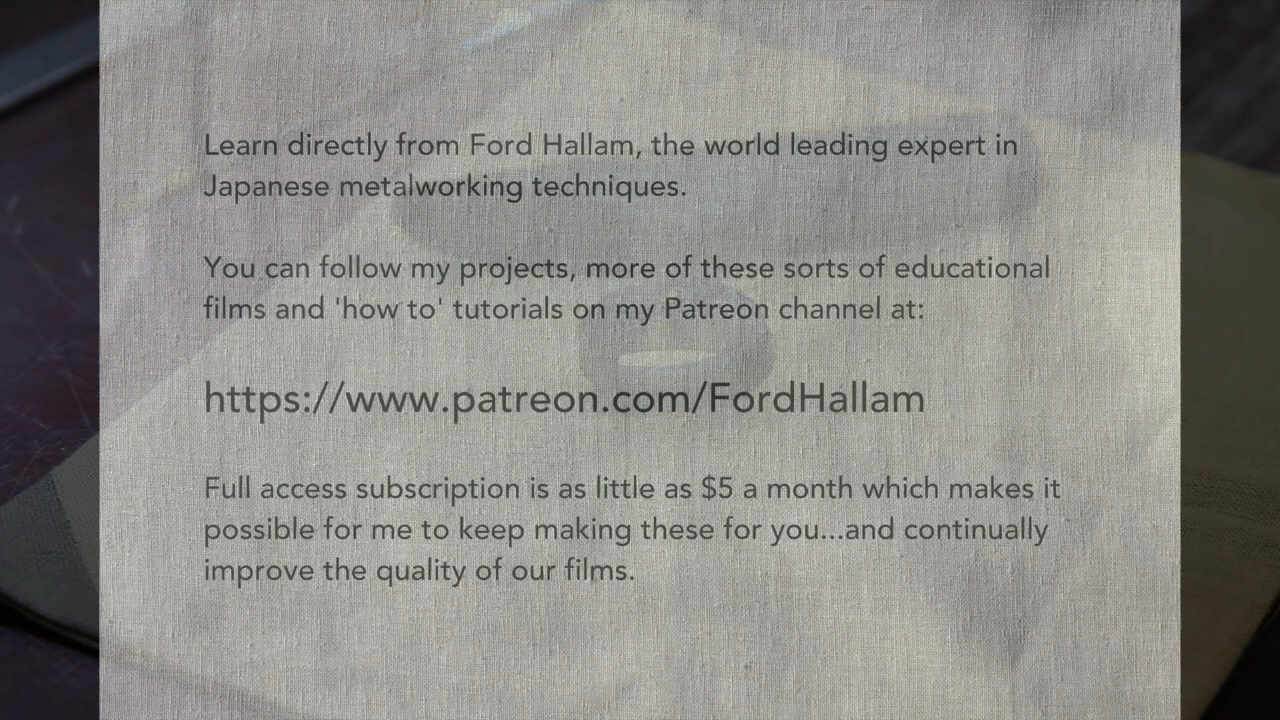 Learn directly from Ford Hallam, the world leading expert in
Japanese metalworking techniques.
You can follow my projects, more of these sorts of educational
films and 'how to' tutorials on my Patreon channel at:
https://www.patreon.com/FordHallam
Full access subscription is as little as $5 a month which makes it
possible for me to keep making these for you...and continually
improve the quality of our films.